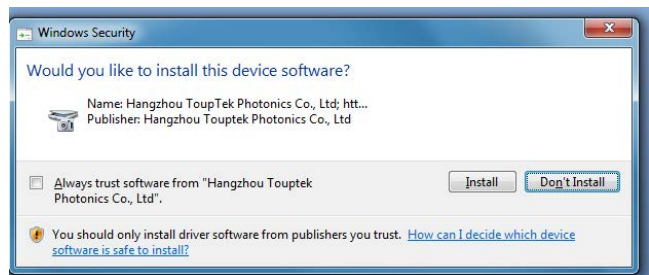 Windows Security
Would you like to install this device software?
Name: Hangzhou ToupTek Photonics Co., Ltd; htt...
Publisher: Hangzhou Touptek Photonics Co., Ltd
Always trust software from "Hangzhou Touptek
Photonics Co., Ltd".
Install
Don't Install
You should only install driver software from publishers you trust. How can I decide which device
software is safe to install?